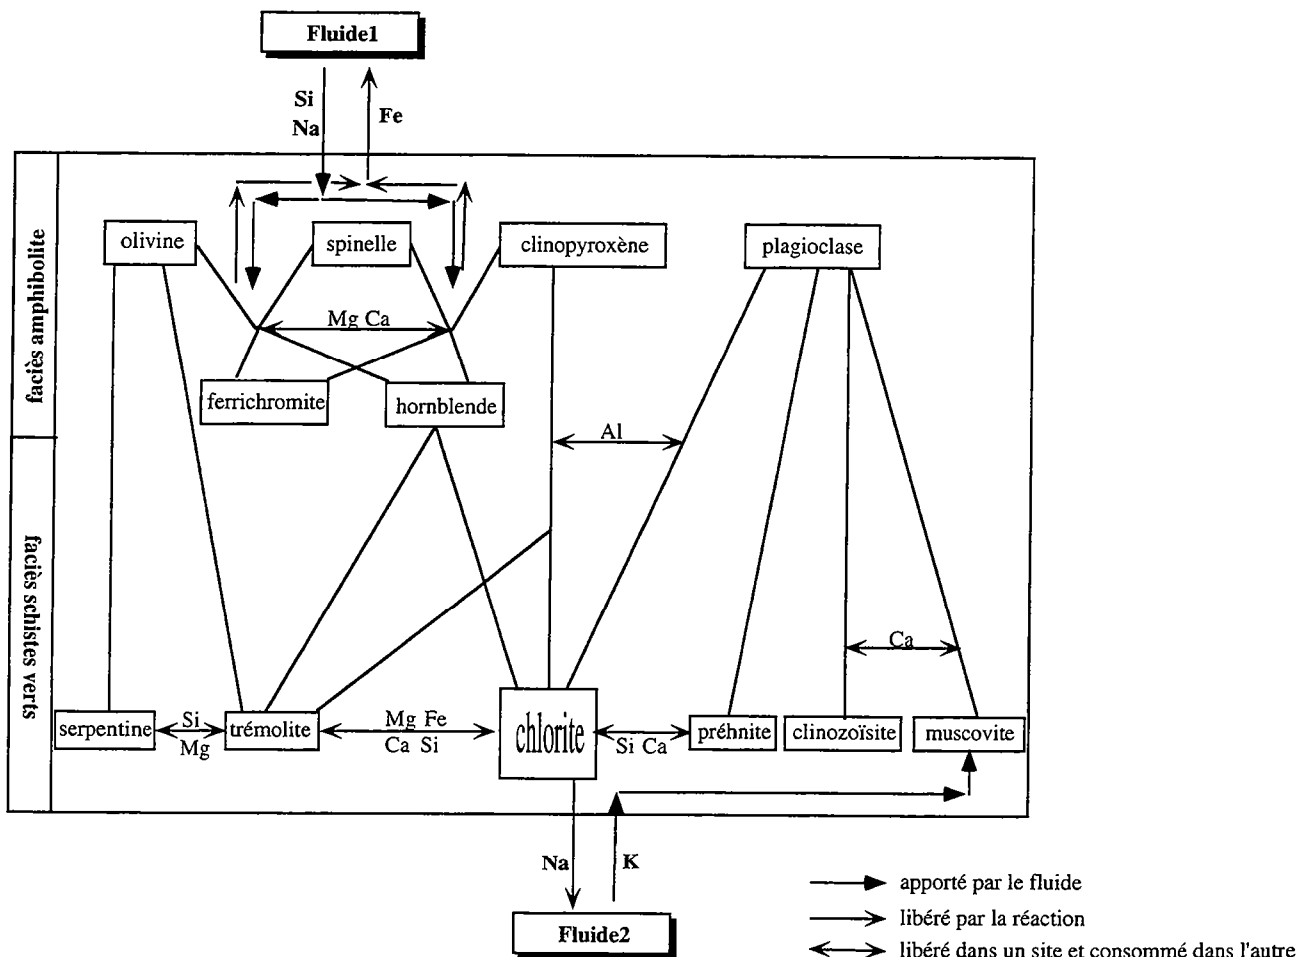 Fluide1
Si
Na
Fe
faciès amphibolite
olivine
spinelle
clinopyroxène
plagioclase
Mg Ca
ferrichromite
hornblende
Al
faciès schistes verts
Ca
serpentine
Si
Mg
trémolite
Mg Fe
Ca Si
chlorite
Si Ca
préhnite
clinozoïsite
muscovite
Na
K
Fluide2
apporté par le fluide
libéré par la réaction
libéré dans un site et consommé dans l'autre